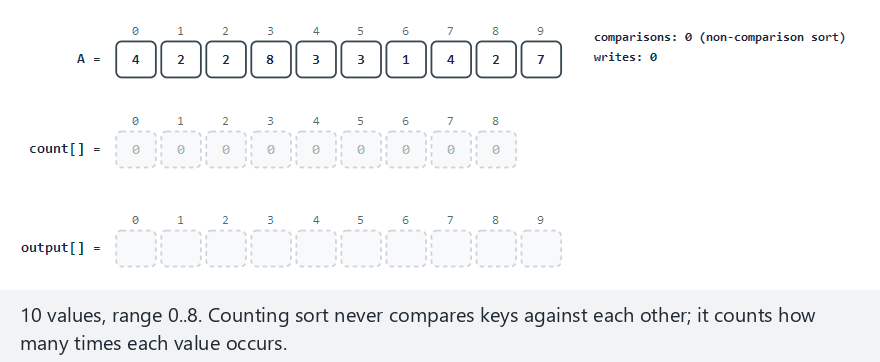 0 1 2 3 4 5 6 7 8 9
A = 4 2 2 8 3 3 1 4 2 7
comparisons: 0 (non-comparison sort)
writes: 0
0 1 2 3 4 5 6 7 8
count[] = 0 0 0 0 0 0 0 0 0
0 1 2 3 4 5 6 7 8 9
output[] =
10 values, range 0..8. Counting sort never compares keys against each other; it counts how
many times each value occurs.